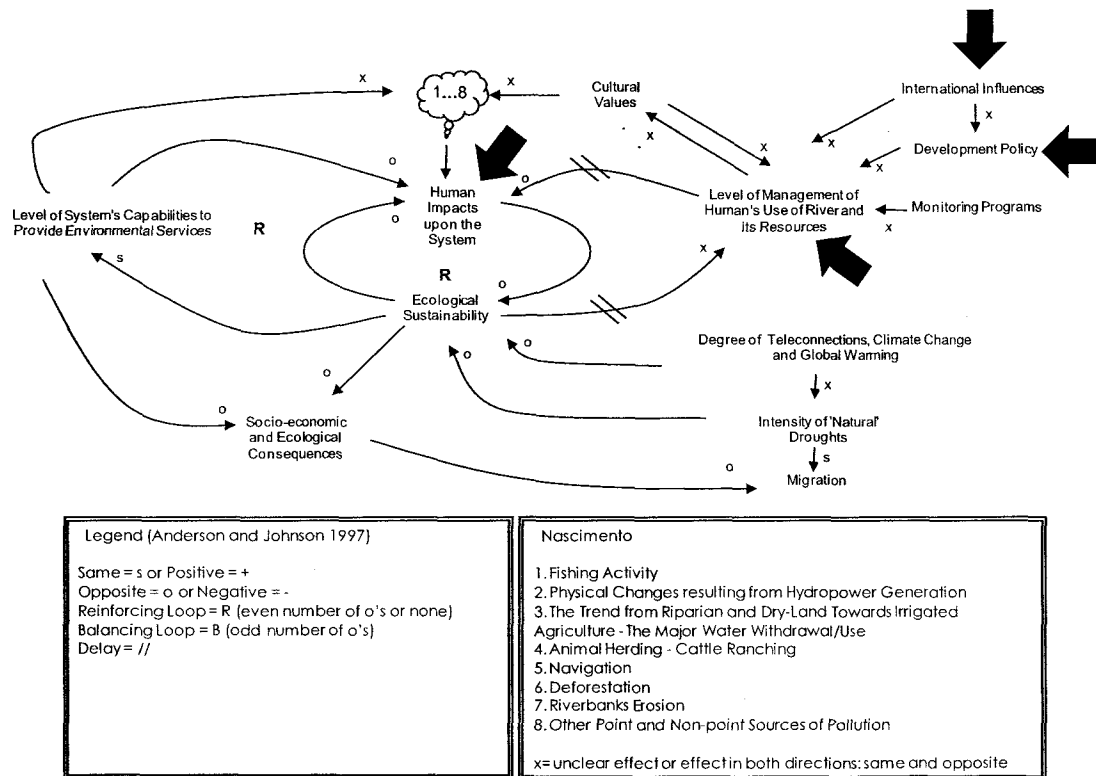 x
1...8
x
Cultural
Values
International Influences
x
x
x
x
Development Policy
x
o
o
Human
Impacts
upon the
System
o
Level of Management of
Human's Use of River and
Its Resources
Monitoring Programs
x
Level of System's Capabilities to
Provide Environmental Services
R
s
x
R
o
Ecological
Sustainability
Degree of Teleconnections, Climate Change
and Global Warming
o
o
x
o
o
Socio-economic
and Ecological
Consequences
Intensity of 'Natural'
Droughts
s
o
Migration
Legend (Anderson and Johnson 1997)
Same = s or Positive = +
Opposite = o or Negative = -
Reinforcing Loop = R (even number of o's or none)
Balancing Loop = B (odd number of o's)
Delay = //
Nascimento
1. Fishing Activity
2. Physical Changes resulting from Hydropower Generation
3. The Trend from Riparian and Dry-Land Towards Irrigated
Agriculture - The Major Water Withdrawal/Use
4. Animal Herding - Cattle Ranching
5. Navigation
6. Deforestation
7. Riverbanks Erosion
8. Other Point and Non-point Sources of Pollution
x = unclear effect or effect in both directions: same and opposite